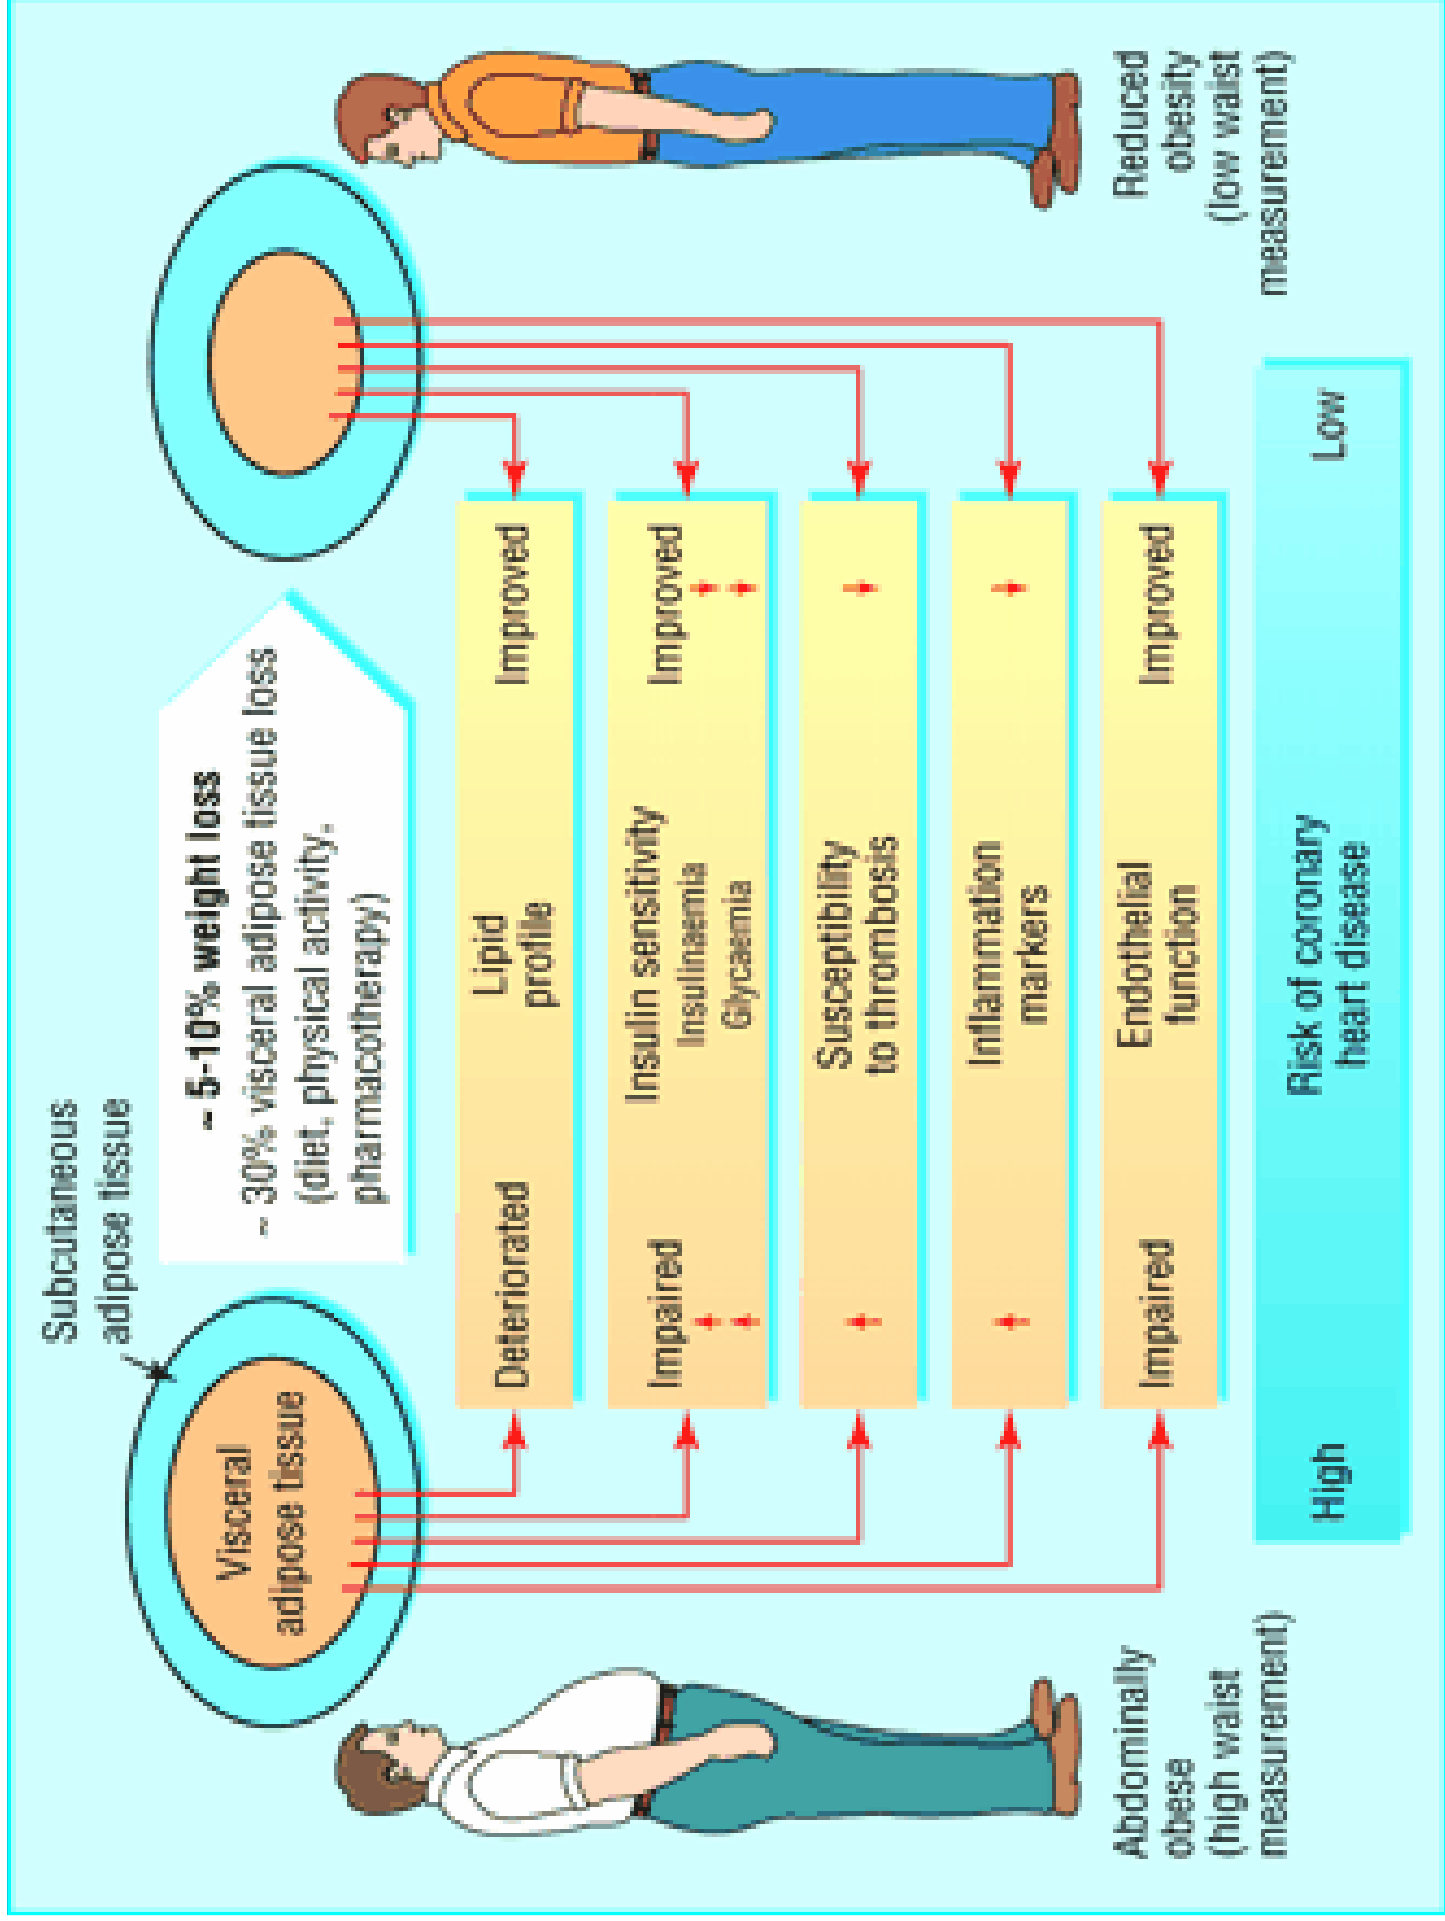 Subcutaneous
adipose tissue
Visceral
adipose tissue
~ 5-10% weight loss
~ 30% visceral adipose tissue loss
(diet, physical activity,
pharmacotherapy)
Deteriorated
Lipid
profile
Improved
Impaired
Insulin sensitivity
Insulinaemia
Glycaemia
Improved
Susceptibility
to thrombosis
Inflammation
markers
Impaired
Endothelial
function
Improved
Abdominally
obese
(high waist
measurement)
High
Risk of coronary
heart disease
Low
Reduced
obesity
(low waist
measurement)